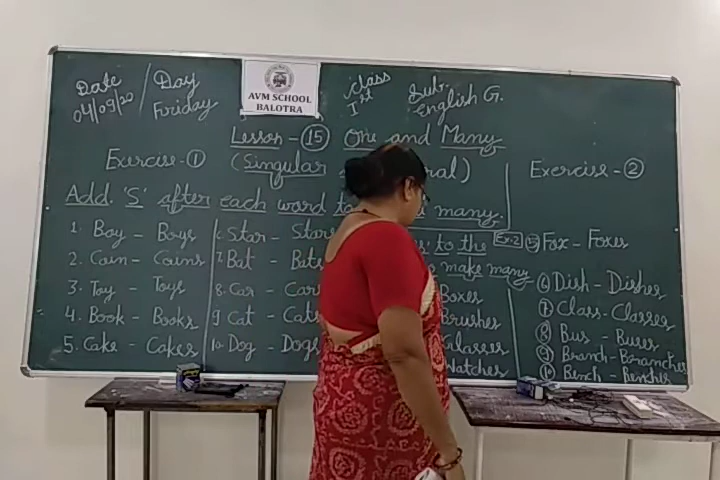 Date
04/09/20
Day
Friday
AVM SCHOOL
BALOTRA
class
Ist
Sub.
English G.
Lesson - 15 One and Many
Exercise - 1
(Singular
Exercise - 2
Add 'S' after each word to many.
1. Boy - Boys
2. Coin - Coins
3. Toy - Toys
4. Book - Books
5. Cake - Cakes
6. Star - Stars
7. Bat - Bats
8. Car - Cars
9. Cat - Cats
10. Dog - Dogs
to the
make many
Boxes
Brushes
Glasses
Watches
Ex.2
Fox - Foxes
6 Dish - Dishes
7 Class - Classes
8 Bus - Buses
9 Branch - Branches
10 Bench - Benches